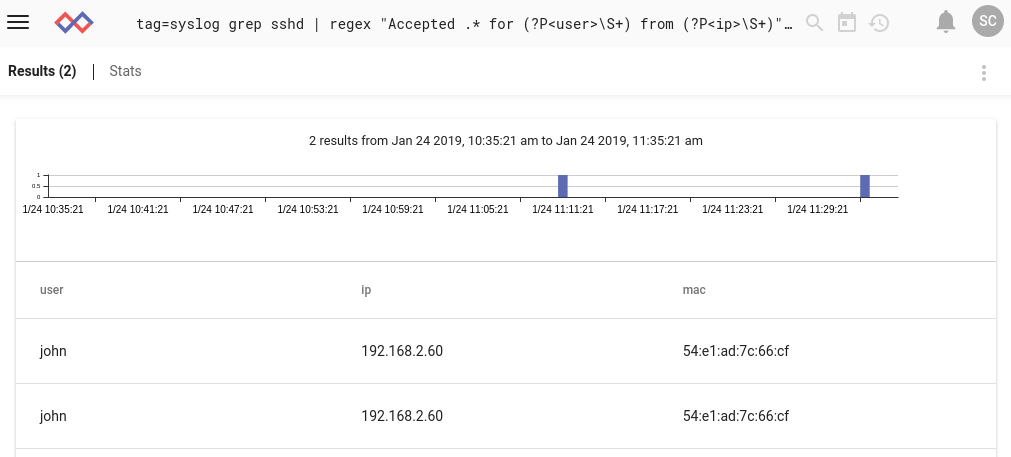 tag=syslog grep sshd | regex "Accepted .* for (?P<user>\S+) from (?P<ip>\S+)"…
SC
Results (2) | Stats
2 results from Jan 24 2019, 10:35:21 am to Jan 24 2019, 11:35:21 am
1
0.5
0
1/24 10:35:21 1/24 10:41:21 1/24 10:47:21 1/24 10:53:21 1/24 10:59:21 1/24 11:05:21 1/24 11:11:21 1/24 11:17:21 1/24 11:23:21 1/24 11:29:21
user ip mac
john 192.168.2.60 54:e1:ad:7c:66:cf
john 192.168.2.60 54:e1:ad:7c:66:cf